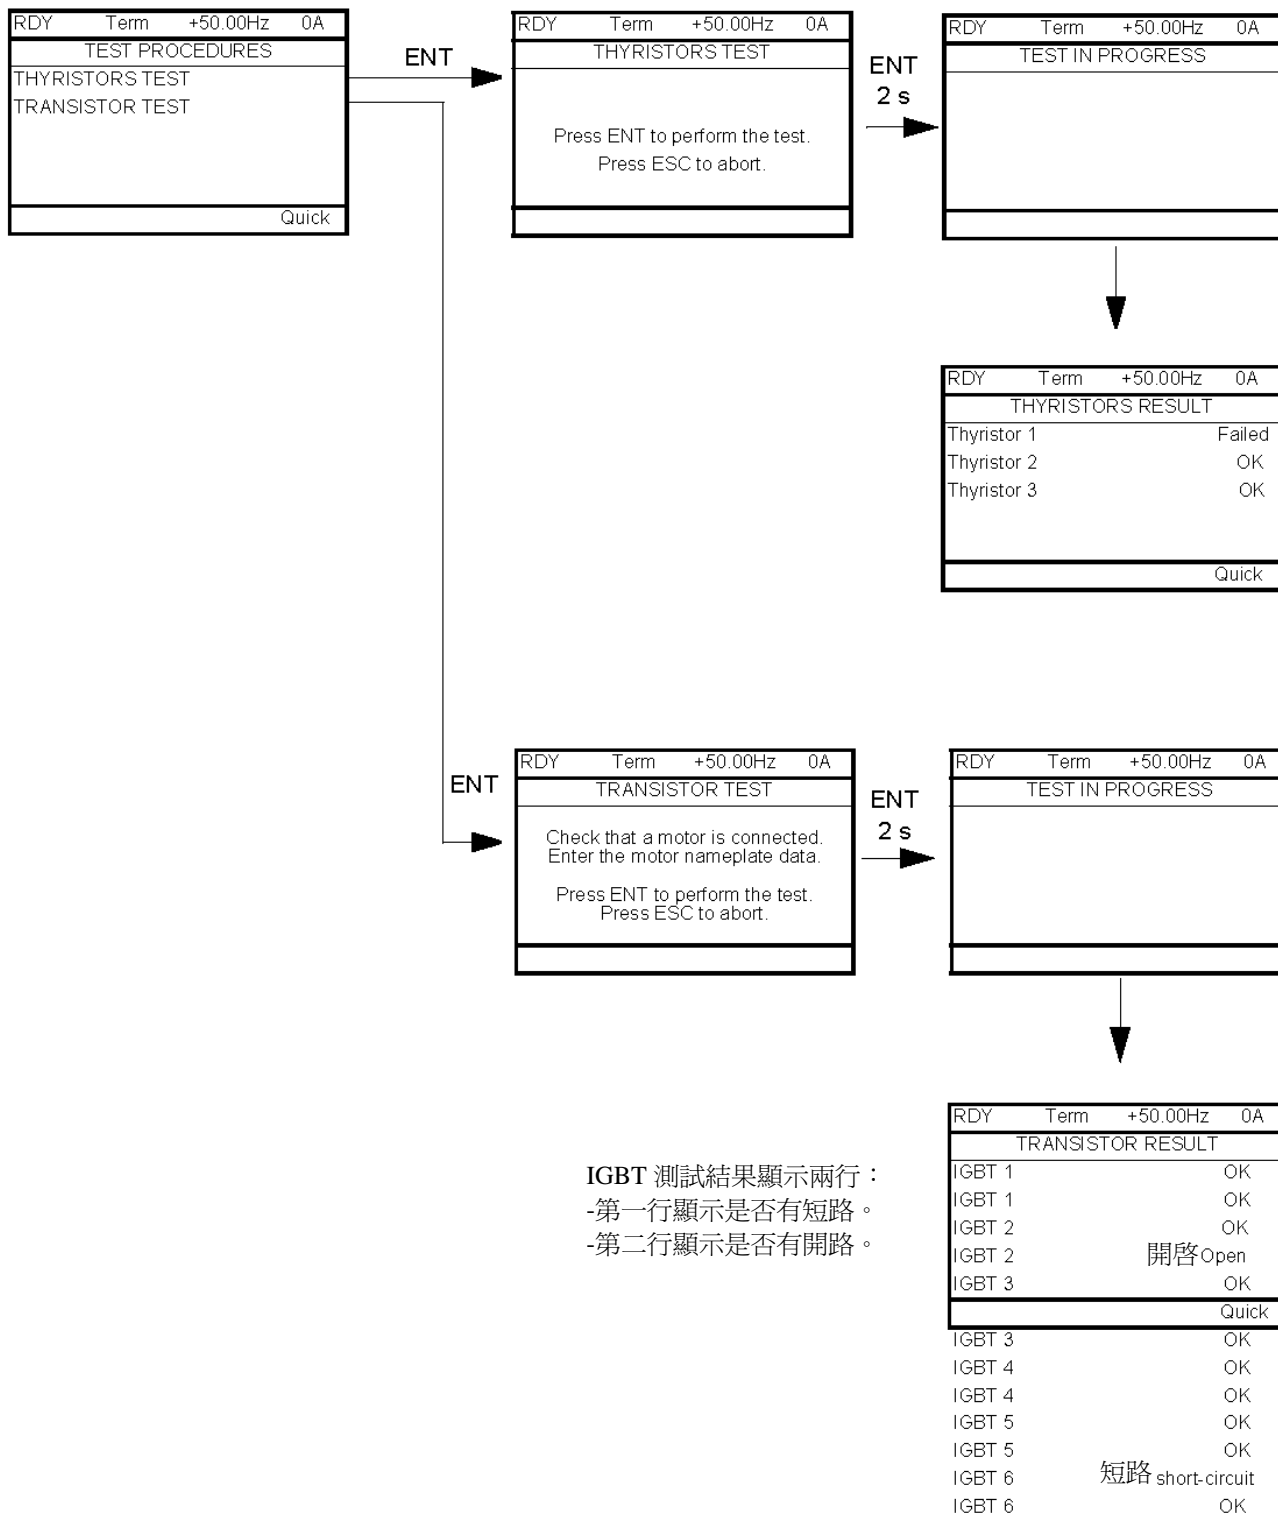 RDY Term +50.00Hz 0A
TEST PROCEDURES
THYRISTORS TEST
TRANSISTOR TEST
Quick
ENT
RDY Term +50.00Hz 0A
THYRISTORS TEST
Press ENT to perform the test.
Press ESC to abort.
ENT
2 s
RDY Term +50.00Hz 0A
TEST IN PROGRESS
RDY Term +50.00Hz 0A
THYRISTORS RESULT
Thyristor 1 Failed
Thyristor 2 OK
Thyristor 3 OK
Quick
ENT
RDY Term +50.00Hz 0A
TRANSISTOR TEST
Check that a motor is connected.
Enter the motor nameplate data.
Press ENT to perform the test.
Press ESC to abort.
ENT
2 s
RDY Term +50.00Hz 0A
TEST IN PROGRESS
IGBT 測試結果顯示兩行：
-第一行顯示是否有短路。
-第二行顯示是否有開路。
RDY Term +50.00Hz 0A
TRANSISTOR RESULT
IGBT 1 OK
IGBT 1 OK
IGBT 2 OK
IGBT 2 開啓Open
IGBT 3 OK
Quick
IGBT 3 OK
IGBT 4 OK
IGBT 4 OK
IGBT 5 OK
IGBT 5 OK
IGBT 6 短路 short-circuit
IGBT 6 OK